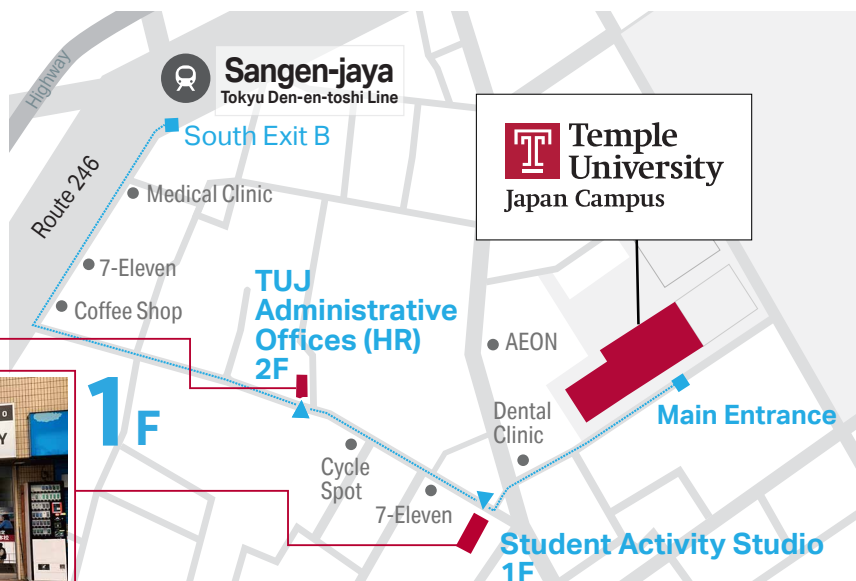 Highway
Sangen-jaya
Tokyu Den-en-toshi Line
South Exit B
Route 246
Medical Clinic
7-Eleven
Coffee Shop
Temple
University
Japan Campus
TUJ
Administrative
Offices (HR)
2F
AEON
1F
Dental
Clinic
Main Entrance
Cycle
Spot
7-Eleven
Student Activity Studio
1F